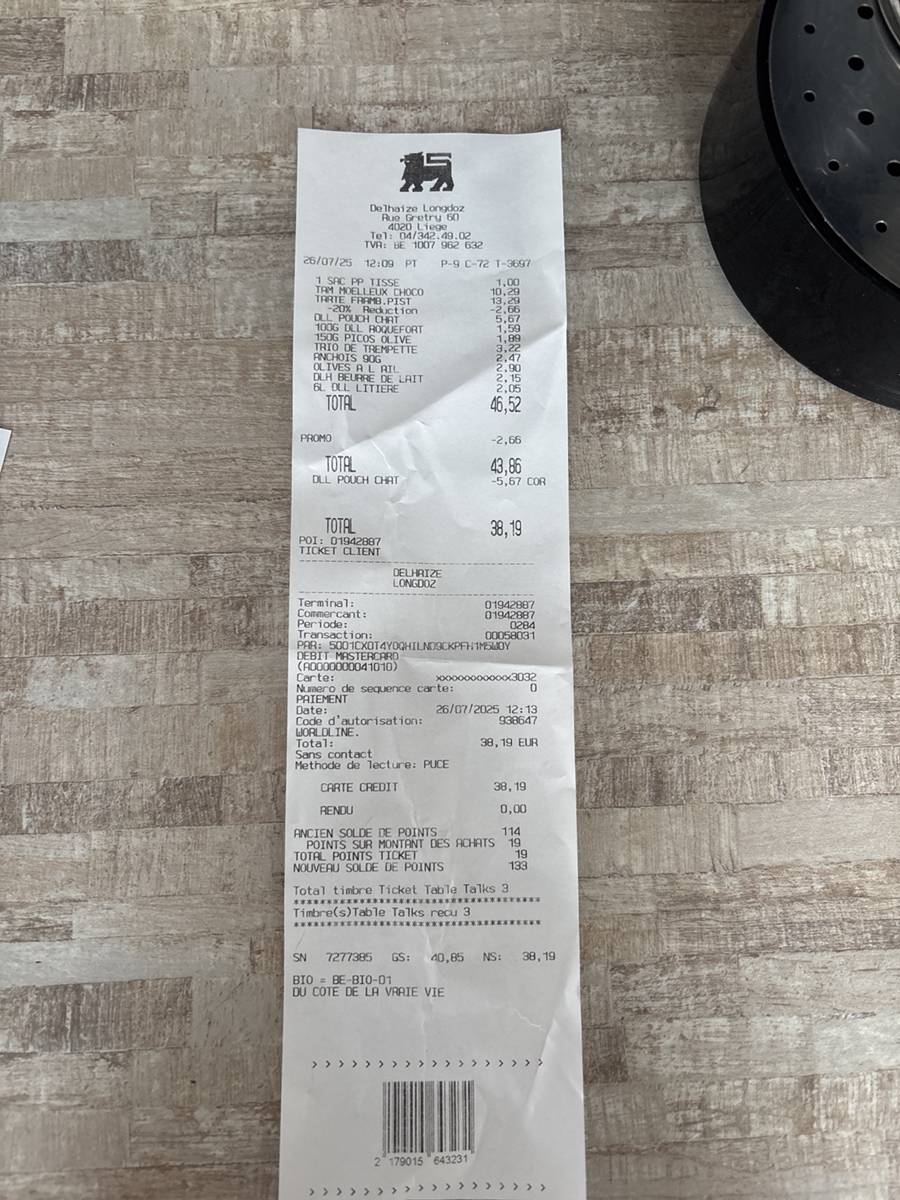 Delhaize Longdoz
Rue Gretry 60
4020 Liege
Tel: 04/342.49.02
TVA: BE 1007 962 632
26/07/25 12:09 PT P-9 C-72 T-3697
1 SAC PP TISSE 1,00
TAM MOELLEUX CHOCO 10,29
TARTE FRAMB.PIST 13,29
-20% Reduction -2,66
DLL POUCH CHAT 5,67
100G DLL ROQUEFORT 1,59
150G PICOS OLIVE 1,89
TRIO DE TREMPETTE 3,22
ANCHOIS 90G 2,47
OLIVES A L AIL 2,90
DLH BEURRE DE LAIT 2,15
6L DLL LITIERE 2,05
TOTAL 46,52
PROMO -2,66
TOTAL 43,86
DLL POUCH CHAT -5,67 COR
TOTAL 38,19
POI: 01942887
TICKET CLIENT
DELHAIZE
LONGDOZ
Terminal: 01942887
Commercant: 01942887
Periode: 0284
Transaction: 00058031
PAR: 5001CXOT4YOQHILND9CKPFH1M5WOY
DEBIT MASTERCARD
(A0000000041010)
Carte: xxxxxxxxxxxx3032
Numero de sequence carte: 0
PAIEMENT
Date: 26/07/2025 12:13
Code d'autorisation: 938647
WORLDLINE.
Total: 38,19 EUR
Sans contact
Methode de lecture: PUCE
CARTE CREDIT 38,19
RENDU 0,00
ANCIEN SOLDE DE POINTS 114
POINTS SUR MONTANT DES ACHATS 19
TOTAL POINTS TICKET 19
NOUVEAU SOLDE DE POINTS 133
Total timbre Ticket Table Talks 3
****************************************
Timbre(s)Table Talks recu 3
****************************************
SN 7277385 GS: 40,85 NS: 38,19
BIO = BE-BIO-01
DU COTE DE LA VRAIE VIE
> > > > > > > > > > > > > > > > > >
2 179015 643231
> > > > > > > > > > > > > > > > > >